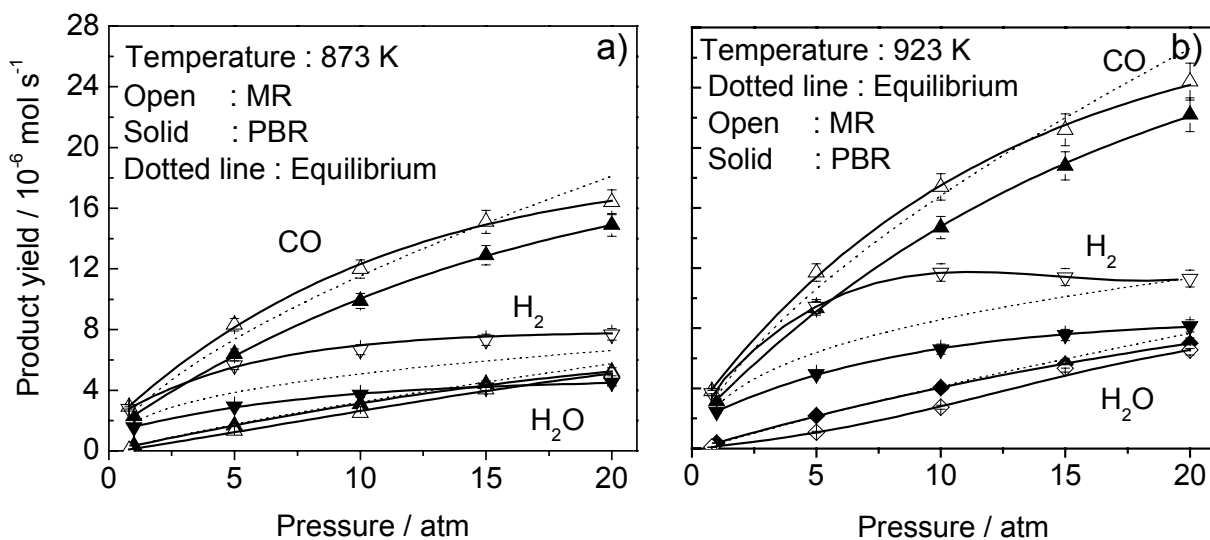 Product yield / 10⁻⁶ mol s⁻¹
28
24
20
16
12
8
4
0
a)
Temperature : 873 K
Open : MR
Solid : PBR
Dotted line : Equilibrium
CO
H₂
H₂O
0 5 10 15 20
Pressure / atm
b)
Temperature : 923 K
Dotted line : Equilibrium
Open : MR
Solid : PBR
CO
H₂
H₂O
0 5 10 15 20
Pressure / atm